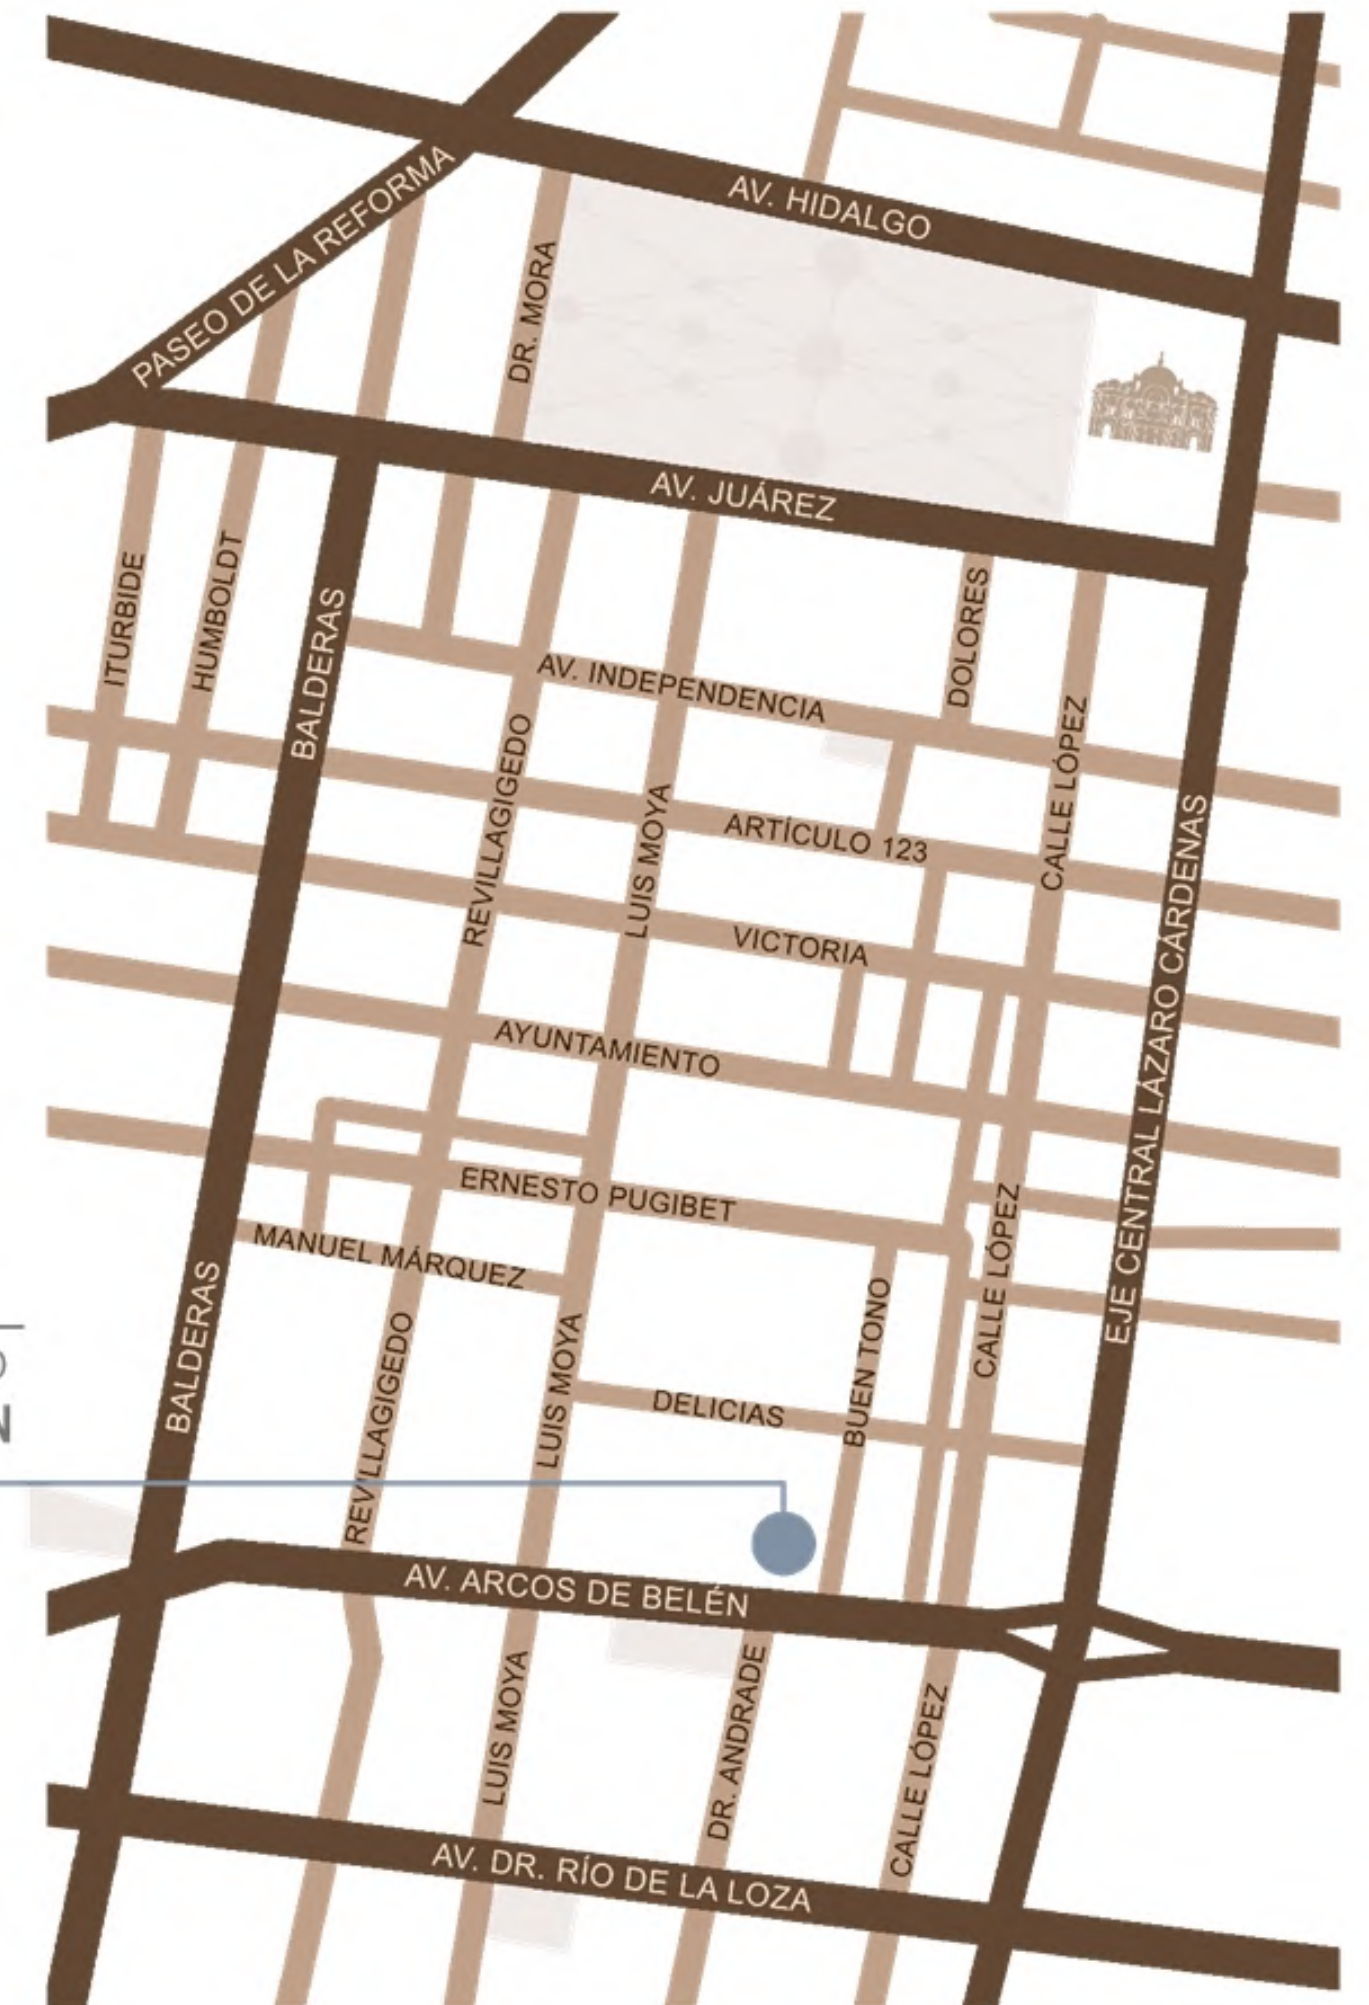 AV. HIDALGO
PASEO DE LA REFORMA
DR. MORA
AV. JUÁREZ
ITURBIDE
HUMBOLDT
BALDERAS
DOLORES
AV. INDEPENDENCIA
REVILLAGIGEDO
LUIS MOYA
CALLE LÓPEZ
ARTÍCULO 123
EJE CENTRAL LÁZARO CÁRDENAS
VICTORIA
AYUNTAMIENTO
ERNESTO PUGIBET
MANUEL MÁRQUEZ
CALLE LÓPEZ
BALDERAS
REVLLAGIGEDO
LUIS MOYA
BUEN TONO
DELICIAS
N
AV. ARCOS DE BELÉN
LUIS MOYA
DR. ANDRADE
CALLE LÓPEZ
AV. DR. RÍO DE LA LOZA